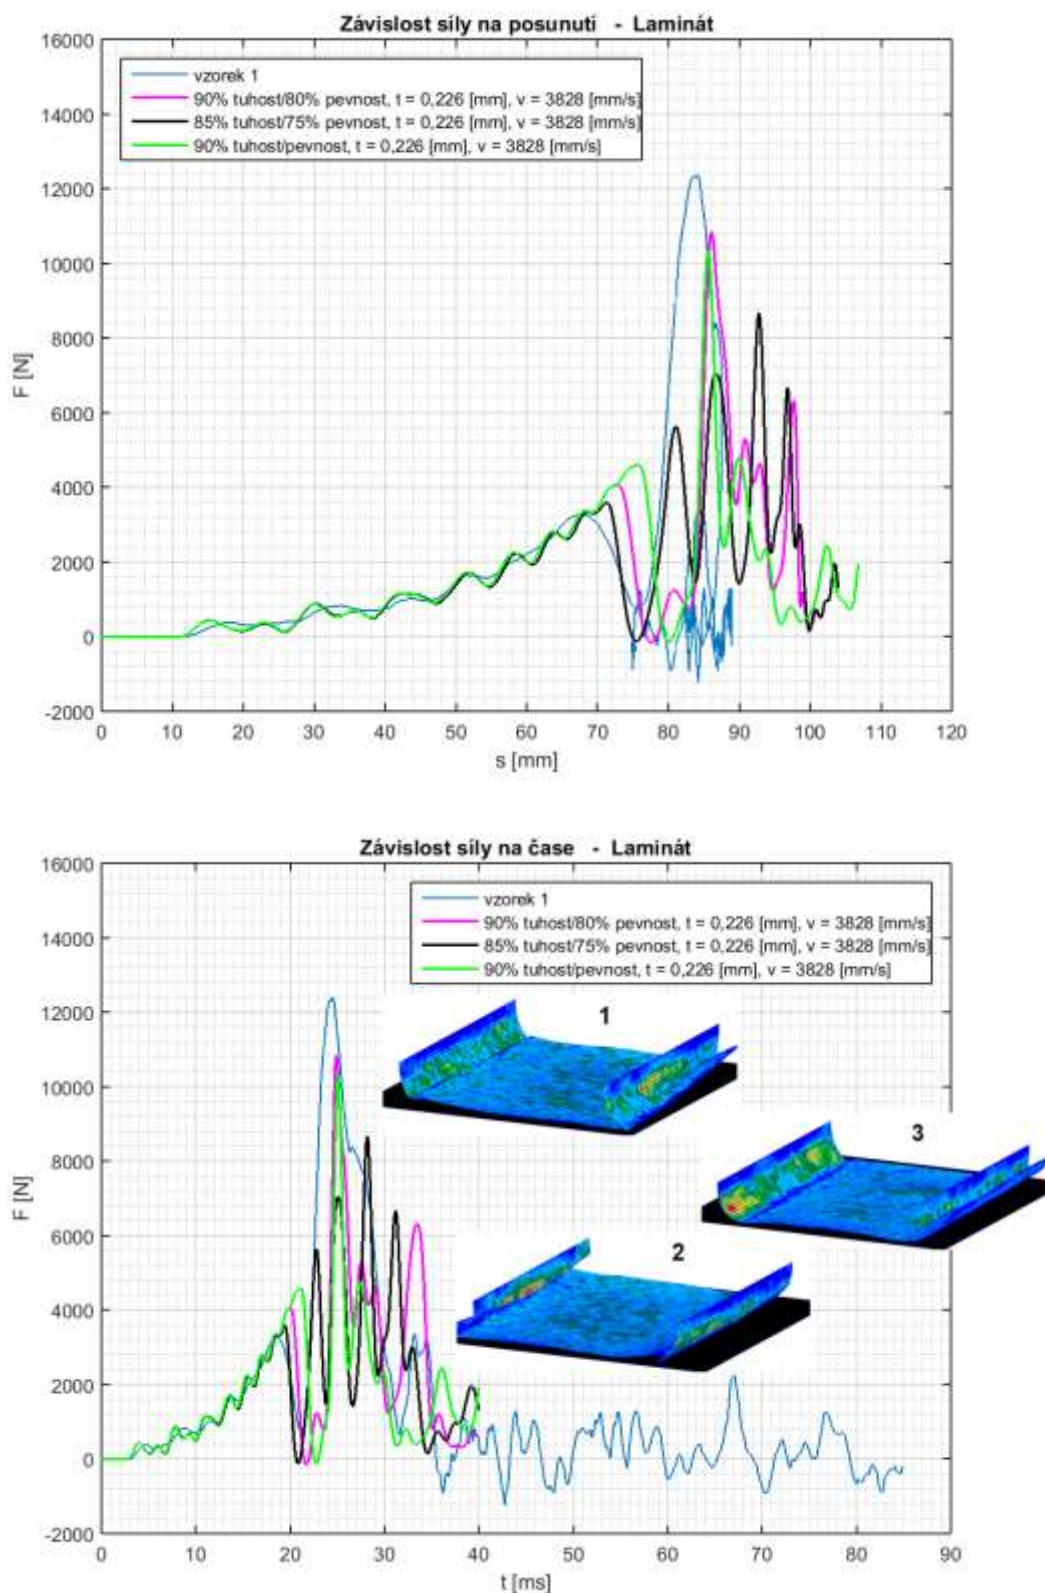 Závislost síly na posunutí - Laminát
16000
14000
12000
10000
8000
6000
4000
2000
0
-2000
F [N]
vzorek 1
90% tuhost/80% pevnost, t = 0,226 [mm], v = 3828 [mm/s]
85% tuhost/75% pevnost, t = 0,226 [mm], v = 3828 [mm/s]
90% tuhost/pevnost, t = 0,226 [mm], v = 3828 [mm/s]
0 10 20 30 40 50 60 70 80 90 100 110 120
s [mm]
Závislost síly na čase - Laminát
16000
14000
12000
10000
8000
6000
4000
2000
0
-2000
F [N]
vzorek 1
90% tuhost/80% pevnost, t = 0,226 [mm], v = 3828 [mm/s]
85% tuhost/75% pevnost, t = 0,226 [mm], v = 3828 [mm/s]
90% tuhost/pevnost, t = 0,226 [mm], v = 3828 [mm/s]
1
3
2
0 10 20 30 40 50 60 70 80 90
t [ms]